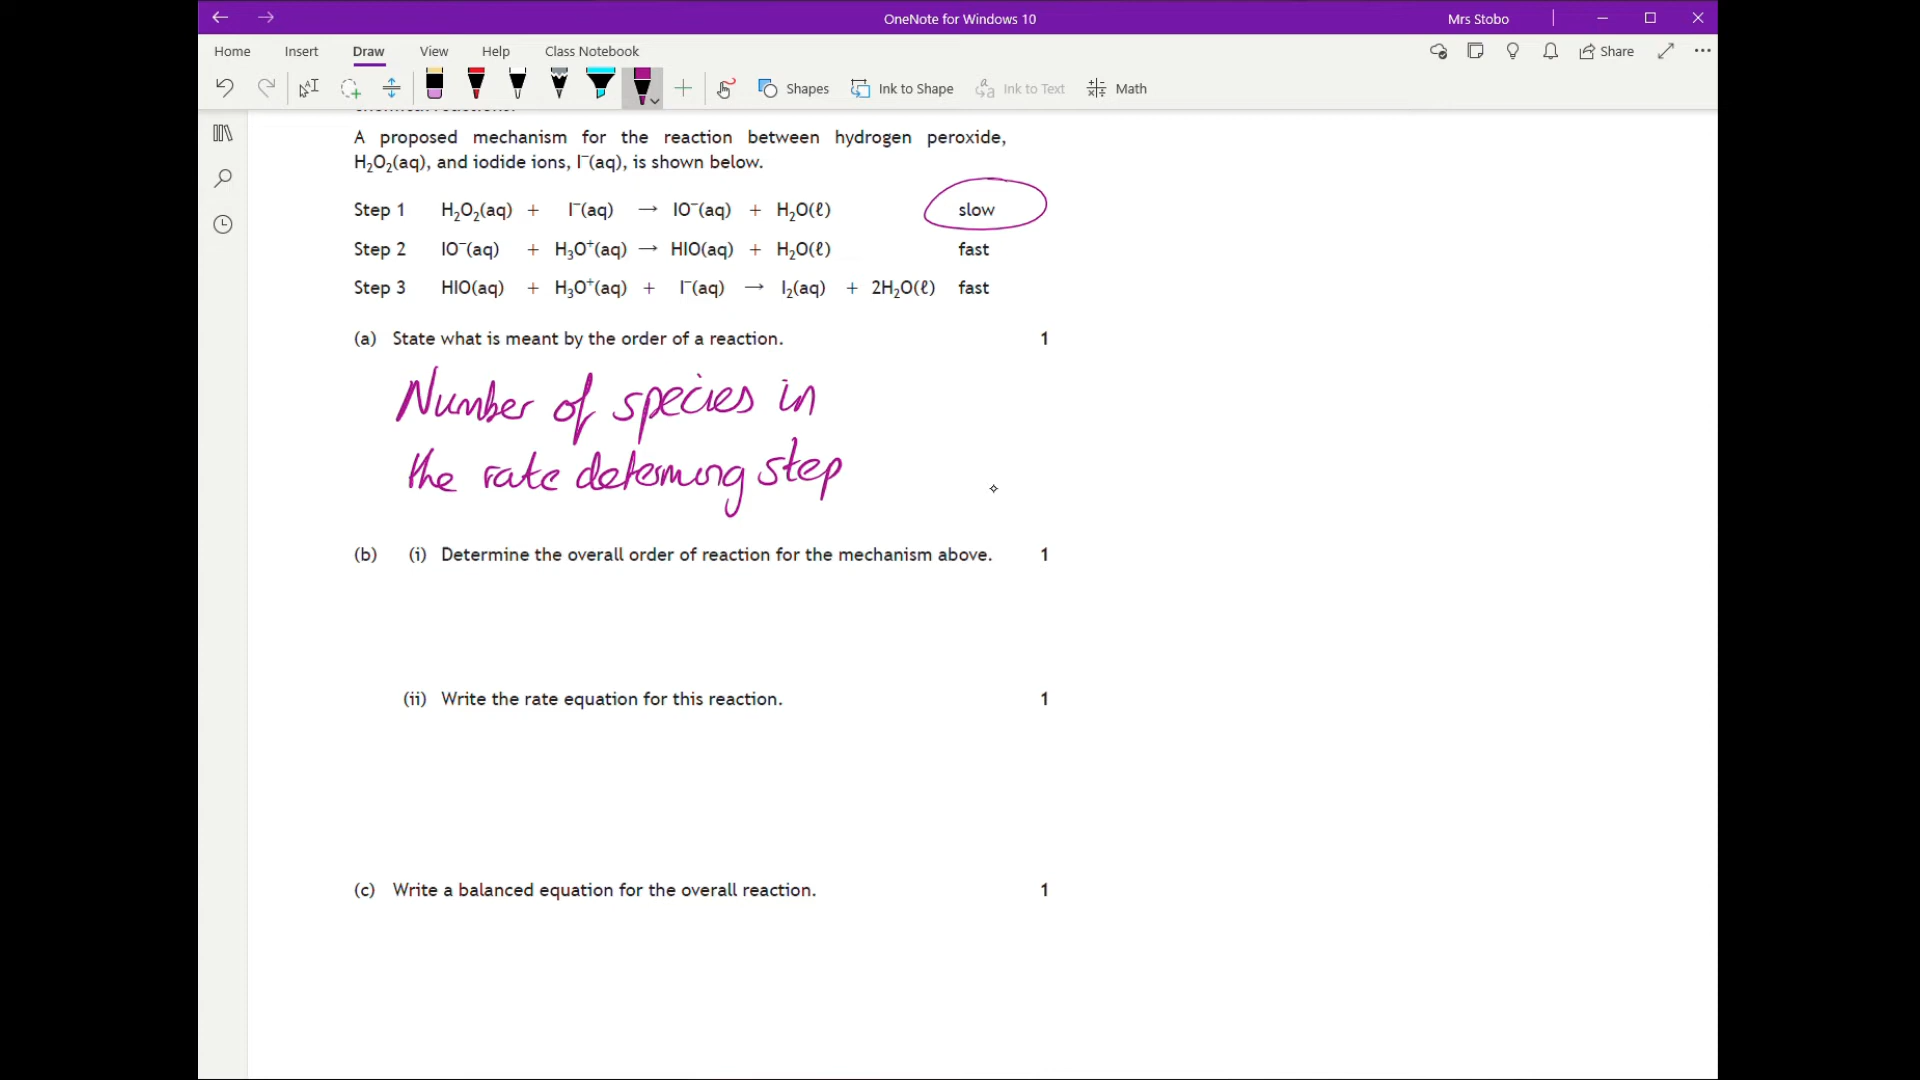 OneNote for Windows 10
Mrs Stobo
Home Insert Draw View Help Class Notebook
Share
Shapes Ink to Shape Ink to Text Math
chemical reactions.
A proposed mechanism for the reaction between hydrogen peroxide,
H₂O₂(aq), and iodide ions, I⁻(aq), is shown below.
Step 1 H₂O₂(aq) + I⁻(aq) → IO⁻(aq) + H₂O(ℓ) slow
Step 2 IO⁻(aq) + H₃O⁺(aq) → HIO(aq) + H₂O(ℓ) fast
Step 3 HIO(aq) + H₃O⁺(aq) + I⁻(aq) → I₂(aq) + 2H₂O(ℓ) fast
(a) State what is meant by the order of a reaction. 1
Number of species in
the rate determing step
(b) (i) Determine the overall order of reaction for the mechanism above. 1
(ii) Write the rate equation for this reaction. 1
(c) Write a balanced equation for the overall reaction. 1